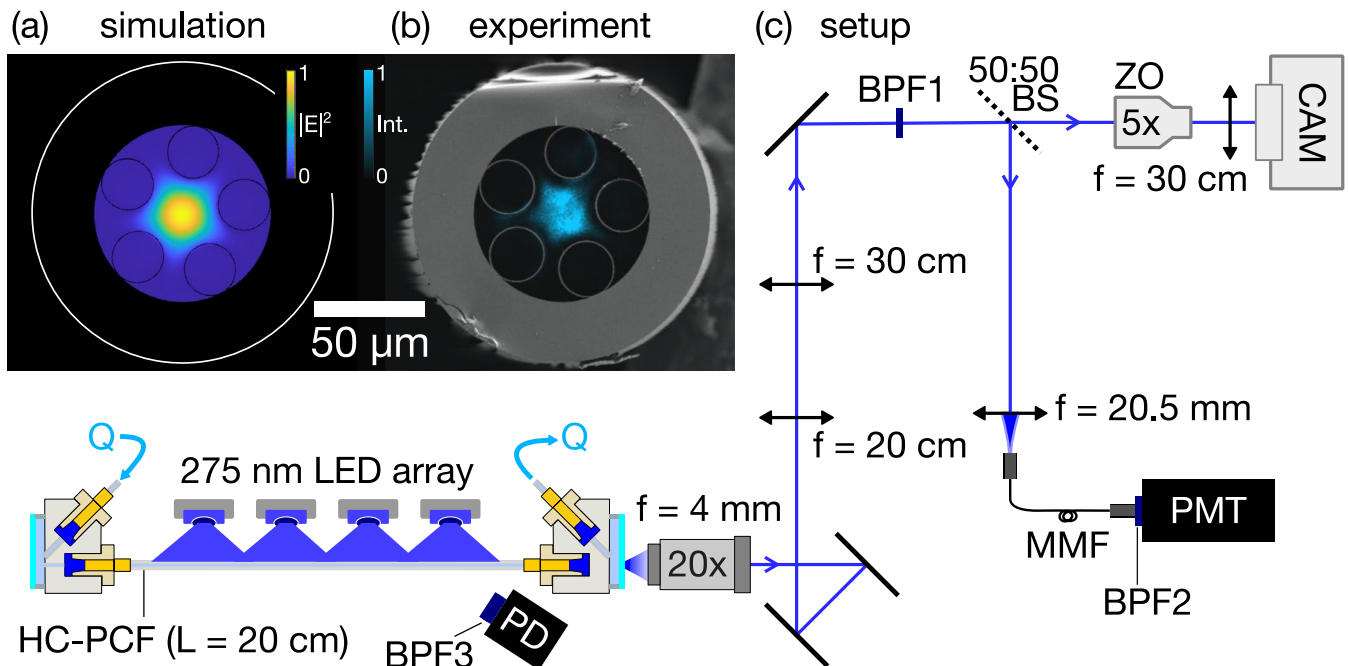 (a) simulation
(b) experiment
(c) setup
1
|E|²
0
1
Int.
0
50 µm
BPF1
50:50
BS
ZO
5x
CAM
f = 30 cm
f = 30 cm
f = 20 cm
f = 20.5 mm
Q
Q
275 nm LED array
f = 4 mm
20x
MMF
PMT
BPF2
HC-PCF (L = 20 cm)
BPF3
PD